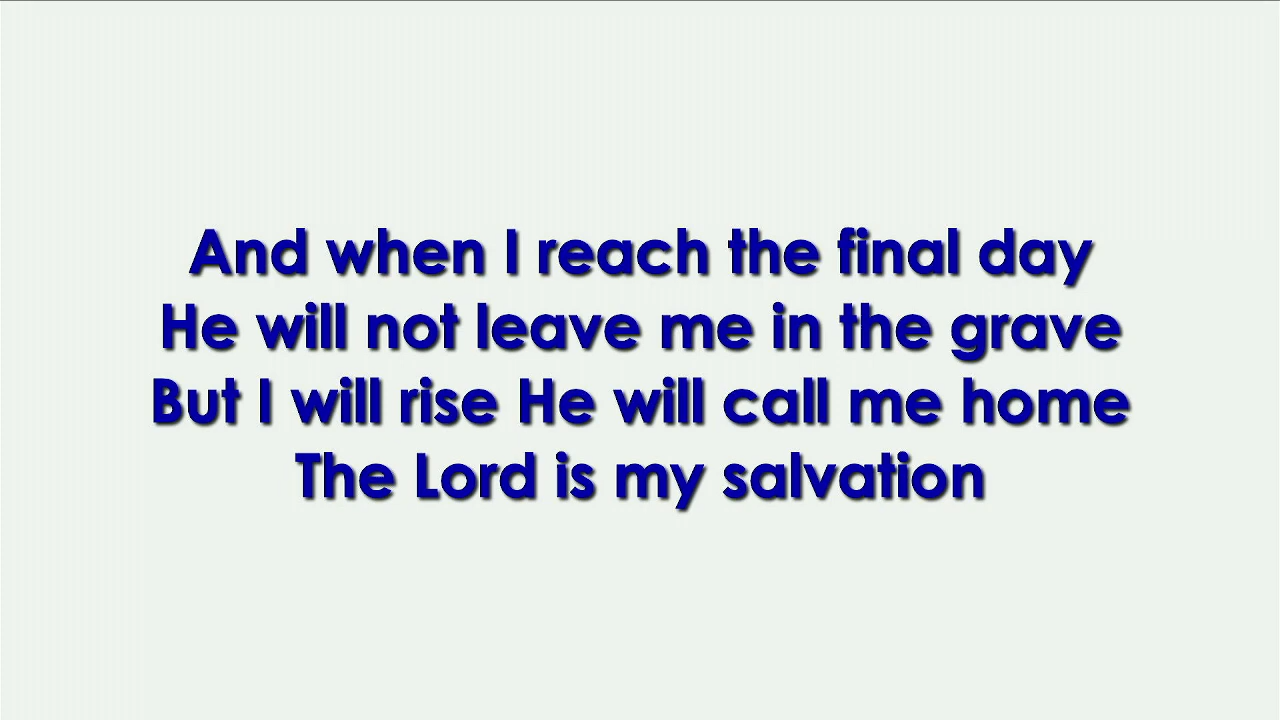 And when I reach the final day
He will not leave me in the grave
But I will rise He will call me home
The Lord is my salvation